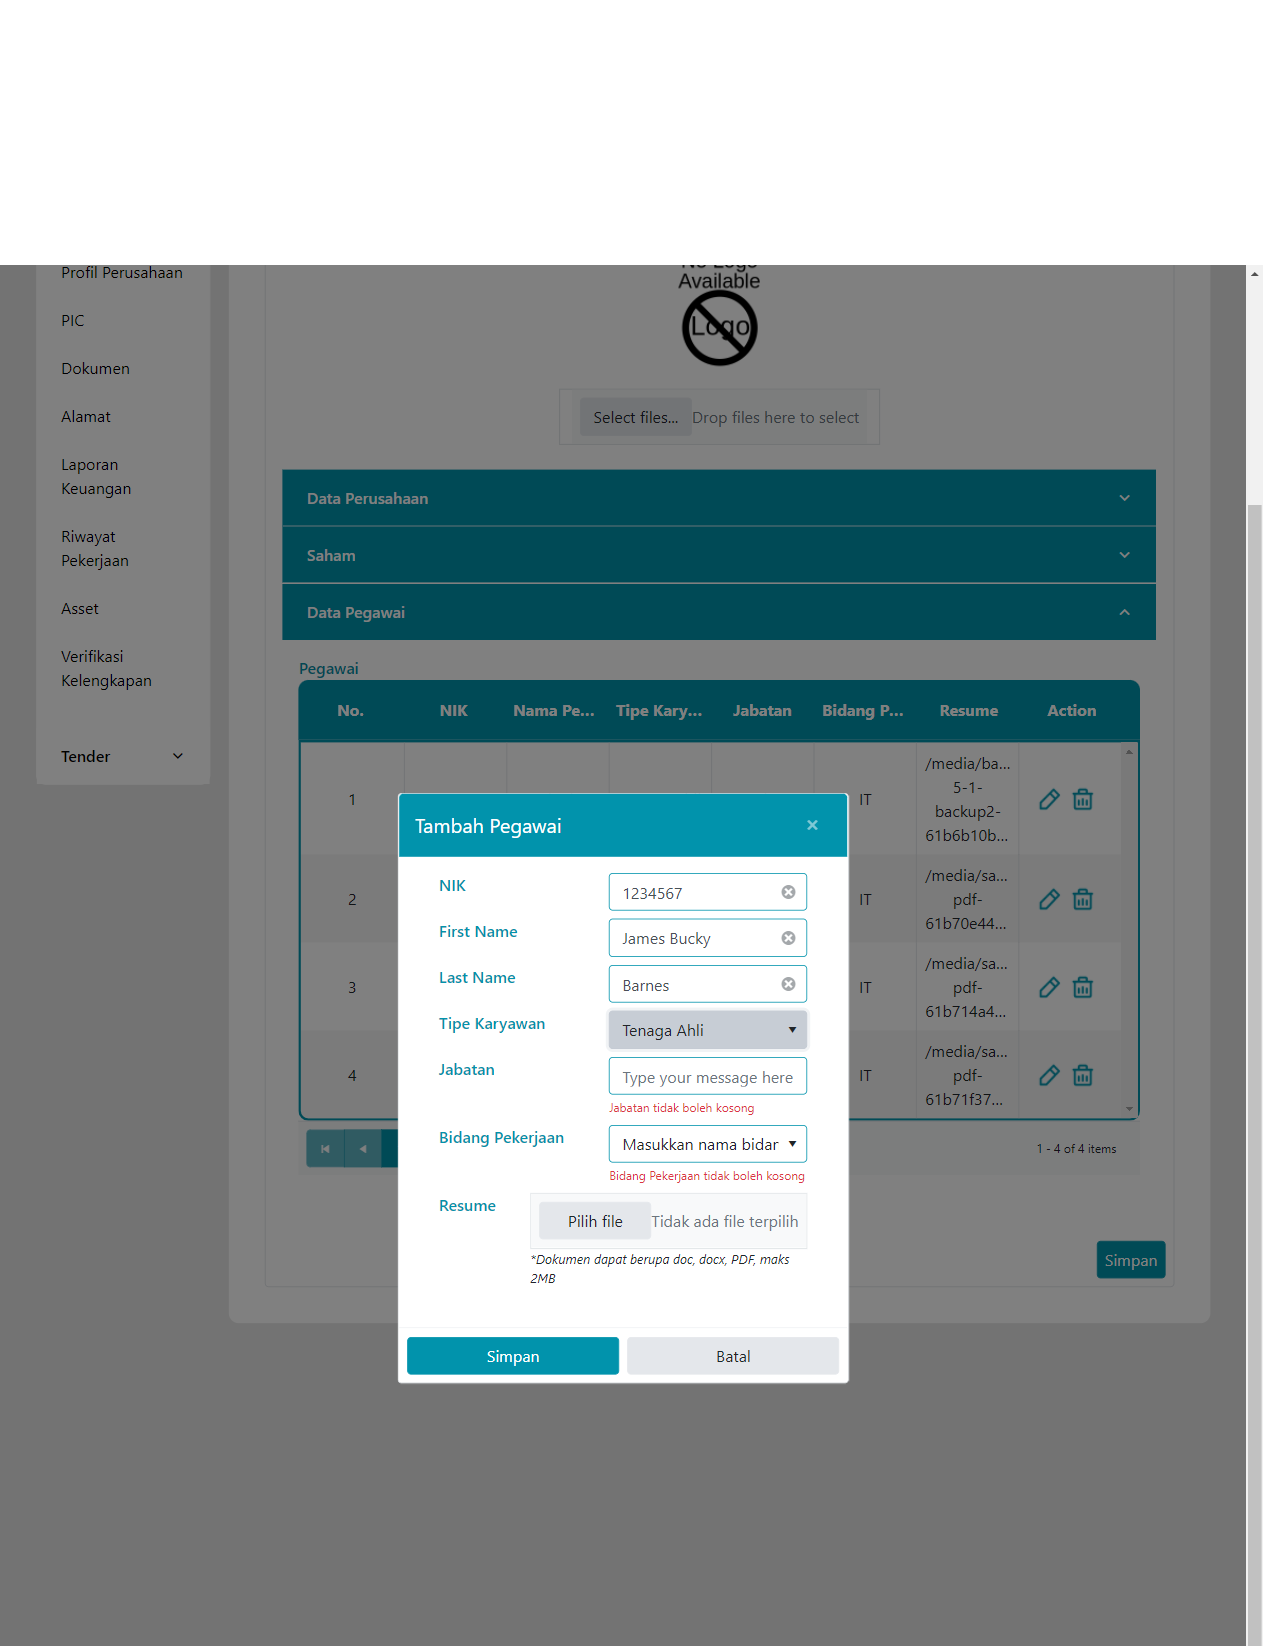 Profil Perusahaan
PIC
Dokumen
Alamat
Laporan
Keuangan
Riwayat
Pekerjaan
Asset
Verifikasi
Kelengkapan
Tender
Available
Logo
Select files...
Drop files here to select
Data Perusahaan
Saham
Data Pegawai
Pegawai
No.
NIK
Nama Pe...
Tipe Kary...
Jabatan
Bidang P...
Resume
Action
1
IT
/media/ba...
5-1-
backup2-
61b6b10b...
2
IT
/media/sa...
pdf-
61b70e44...
3
IT
/media/sa...
pdf-
61b714a4...
4
IT
/media/sa...
pdf-
61b71f37...
1 - 4 of 4 items
Simpan
Tambah Pegawai
NIK
1234567
First Name
James Bucky
Last Name
Barnes
Tipe Karyawan
Tenaga Ahli
Jabatan
Type your message here
Jabatan tidak boleh kosong
Bidang Pekerjaan
Masukkan nama bidar
Bidang Pekerjaan tidak boleh kosong
Resume
Pilih file
Tidak ada file terpilih
*Dokumen dapat berupa doc, docx, PDF, maks
2MB
Simpan
Batal